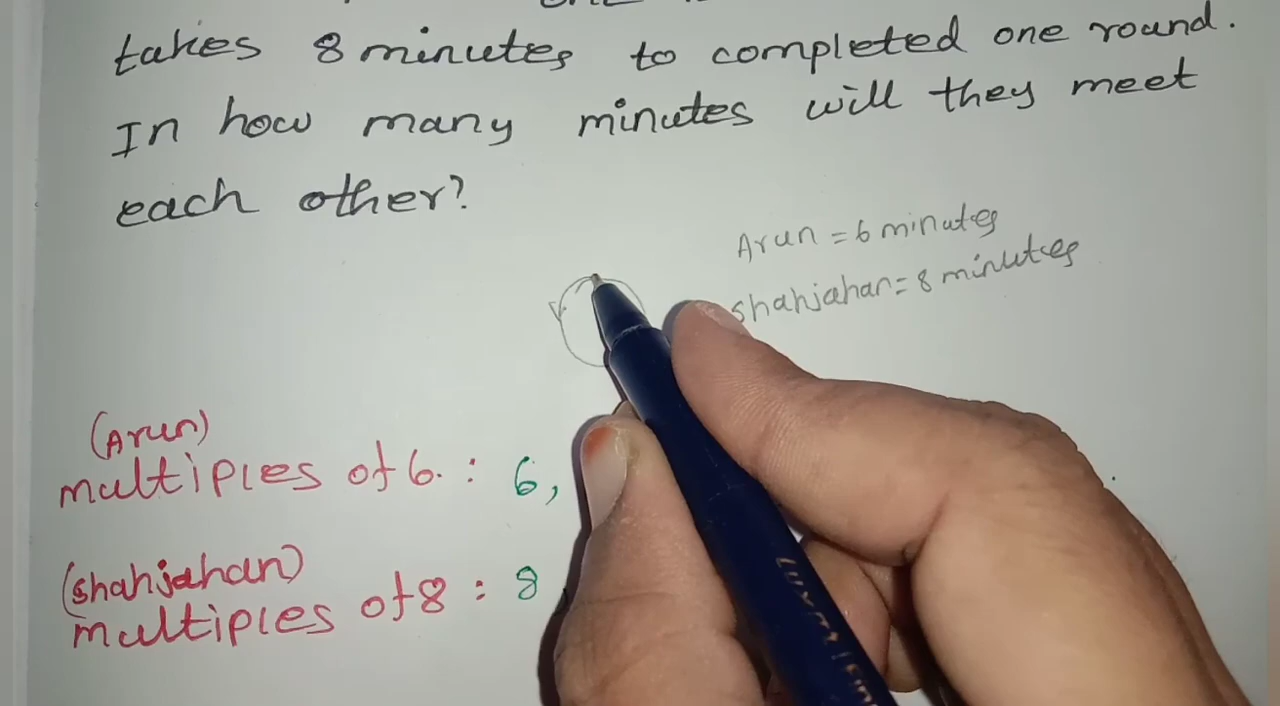 takes 8 minutes to completed one round.
In how many minutes will they meet
each other?
Arun = 6 minutes
shahjahan = 8 minutes
(Arun)
multiples of 6 : 6,
(shahjahan)
multiples of 8 : 8